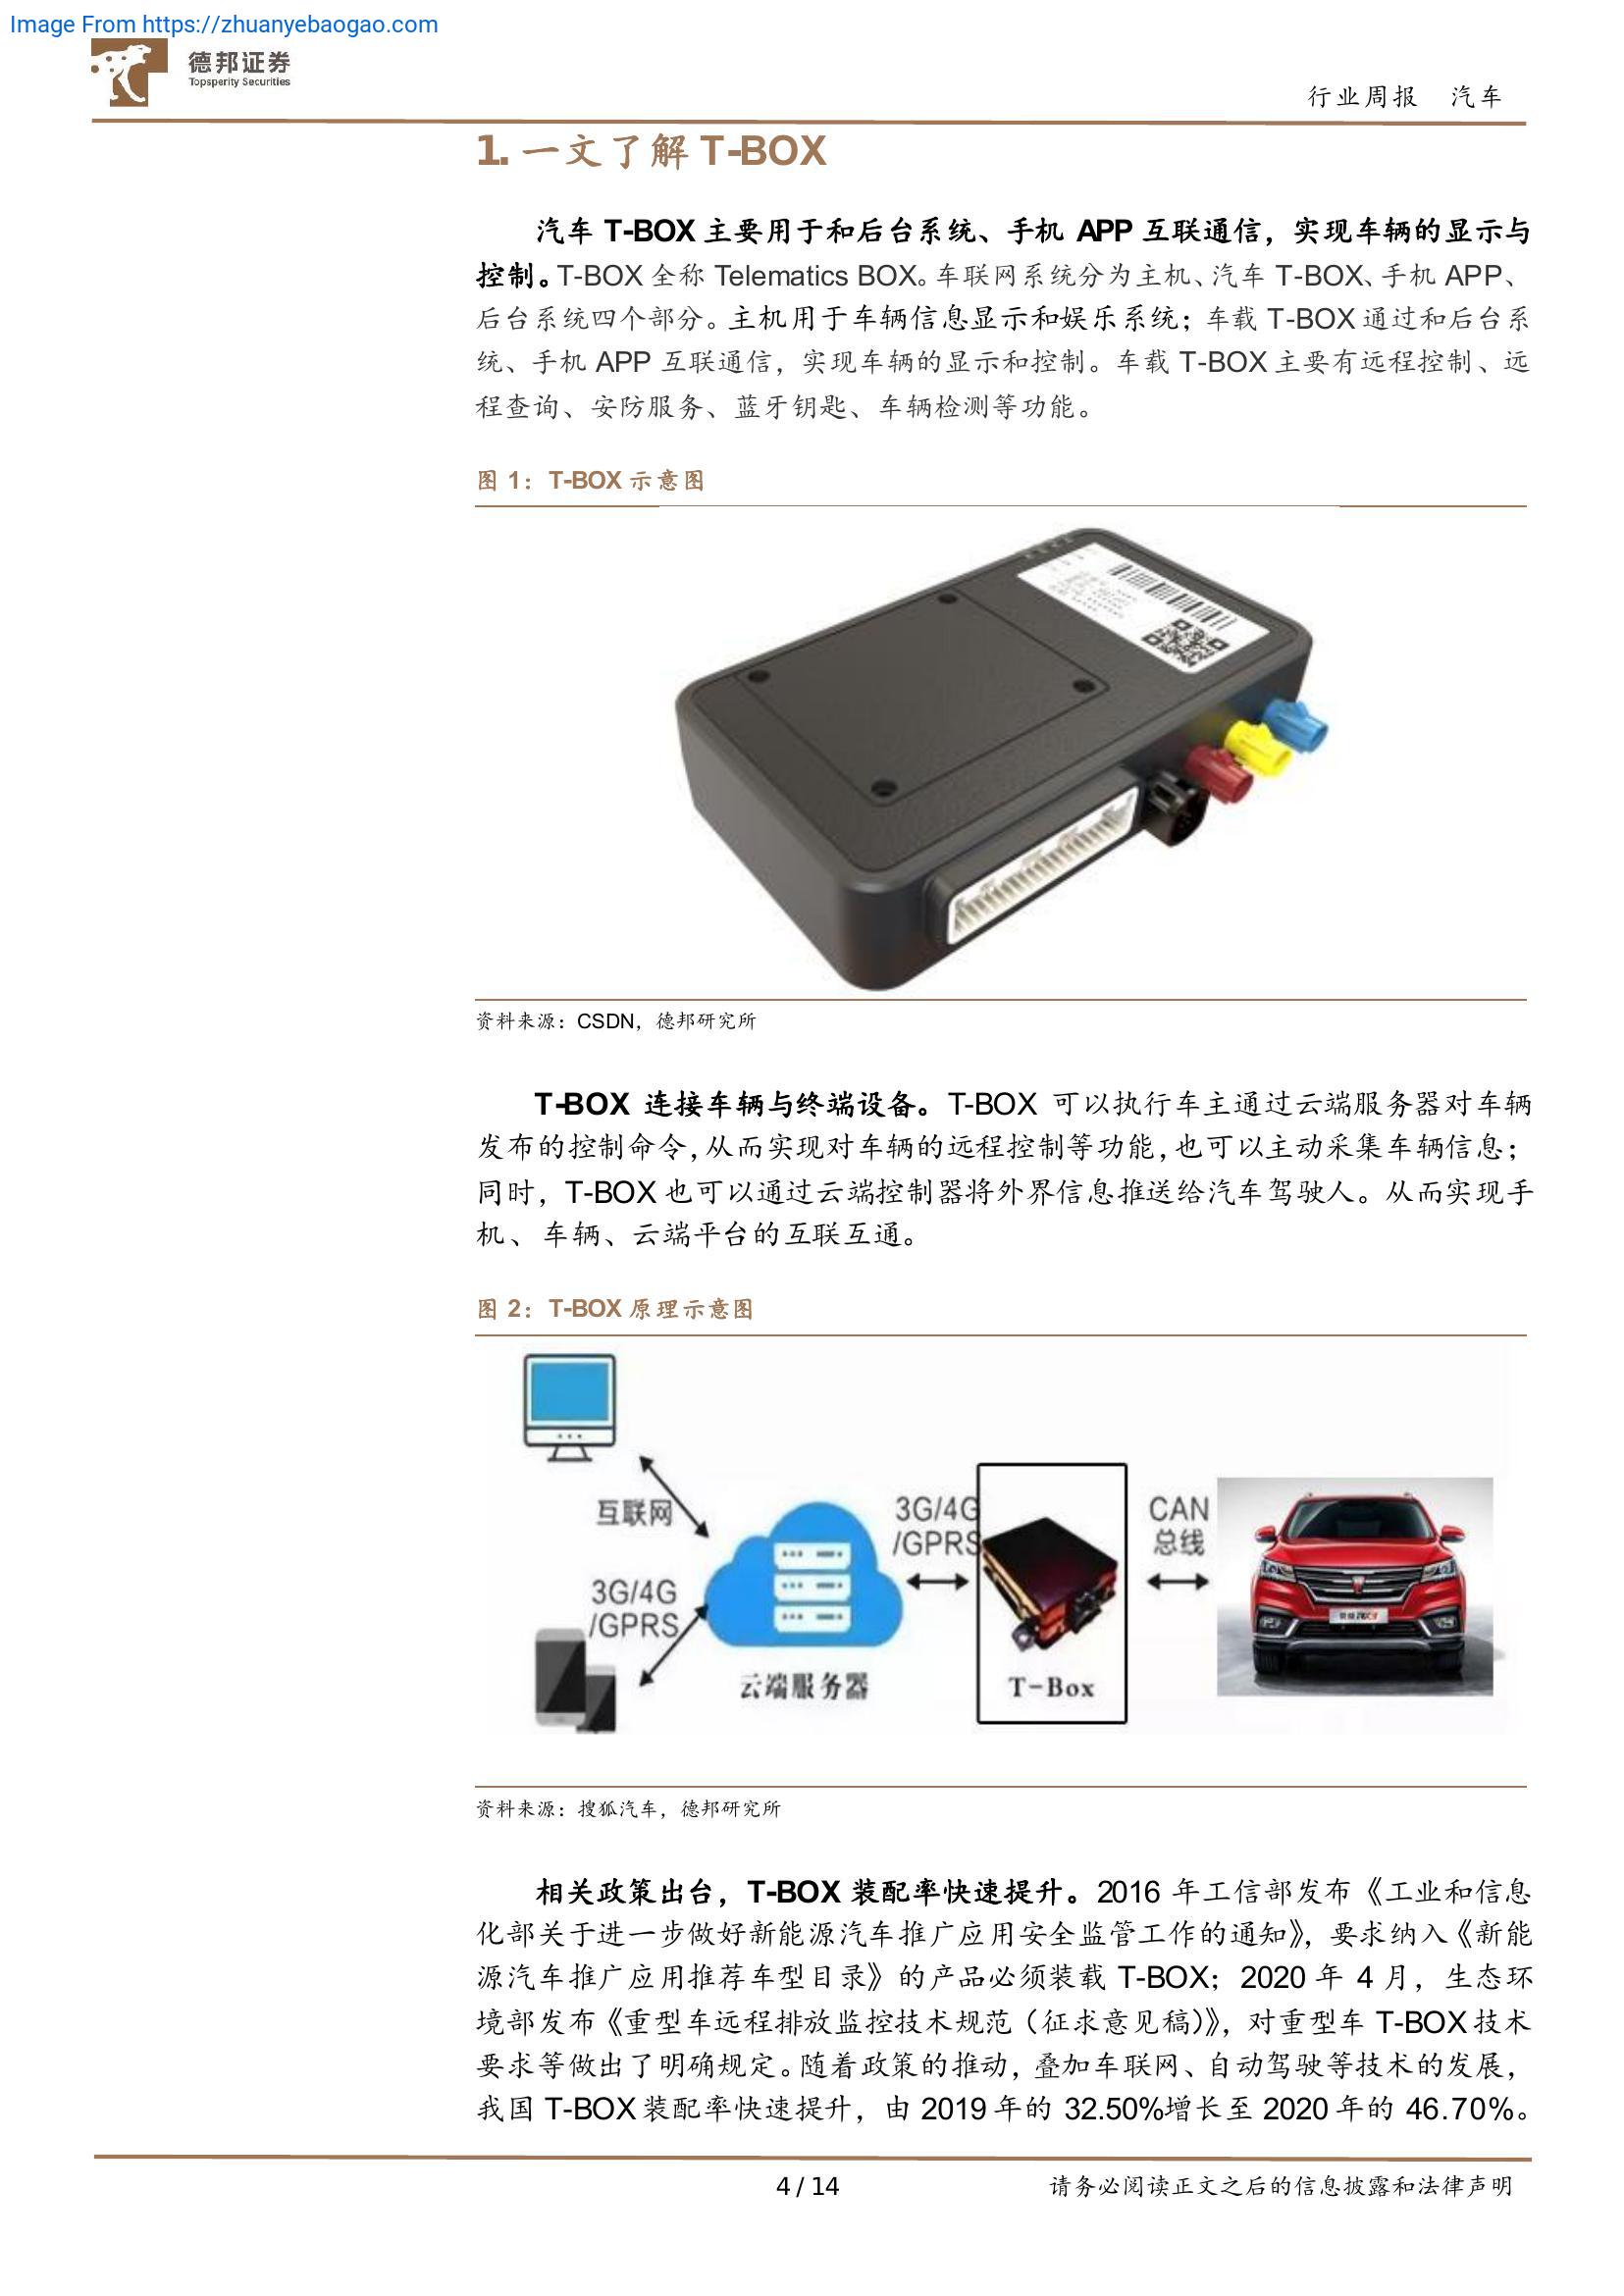 Image From https://zhuanyebaogao.com
德邦证券
Topsperity Securities
行业周报 汽车
1. 一文了解 T-BOX
汽车 T-BOX 主要用于和后台系统、手机 APP 互联通信，实现车辆的显示与
控制。T-BOX 全称 Telematics BOX。车联网系统分为主机、汽车 T-BOX、手机 APP、
后台系统四个部分。主机用于车辆信息显示和娱乐系统；车载 T-BOX 通过和后台系
统、手机 APP 互联通信，实现车辆的显示和控制。车载 T-BOX 主要有远程控制、远
程查询、安防服务、蓝牙钥匙、车辆检测等功能。
图 1：T-BOX 示意图
资料来源：CSDN，德邦研究所
T-BOX 连接车辆与终端设备。T-BOX 可以执行车主通过云端服务器对车辆
发布的控制命令，从而实现对车辆的远程控制等功能，也可以主动采集车辆信息；
同时，T-BOX 也可以通过云端控制器将外界信息推送给汽车驾驶人。从而实现手
机、车辆、云端平台的互联互通。
图 2：T-BOX 原理示意图
互联网
3G/4G
/GPRS
云端服务器
3G/4G
/GPRS
T-Box
CAN
总线
资料来源：搜狐汽车，德邦研究所
相关政策出台，T-BOX 装配率快速提升。2016 年工信部发布《工业和信息
化部关于进一步做好新能源汽车推广应用安全监管工作的通知》，要求纳入《新能
源汽车推广应用推荐车型目录》的产品必须装载 T-BOX；2020 年 4 月，生态环
境部发布《重型车远程排放监控技术规范（征求意见稿）》，对重型车 T-BOX 技术
要求等做出了明确规定。随着政策的推动，叠加车联网、自动驾驶等技术的发展，
我国 T-BOX 装配率快速提升，由 2019 年的 32.50%增长至 2020 年的 46.70%。
4 / 14
请务必阅读正文之后的信息披露和法律声明